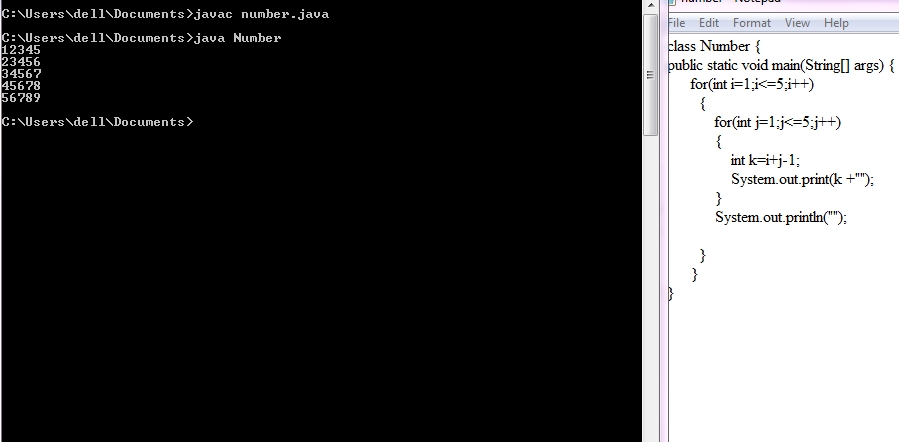 C:\Users\dell\Documents>javac number.java
C:\Users\dell\Documents>java Number
12345
23456
34567
45678
56789
C:\Users\dell\Documents>
File Edit Format View Help
class Number {
public static void main(String[] args) {
for(int i=1;i<=5;i++)
{
for(int j=1;j<=5;j++)
{
int k=i+j-1;
System.out.print(k +"");
}
System.out.println("");
}
}
}